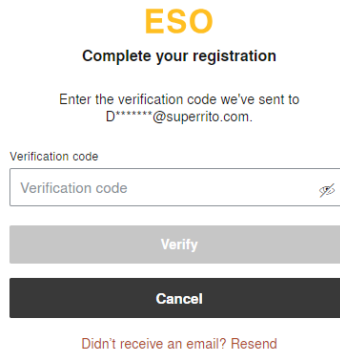 ESO
Complete your registration
Enter the verification code we've sent to
D*******@superrito.com.
Verification code
Verification code
Verify
Cancel
Didn't receive an email? Resend